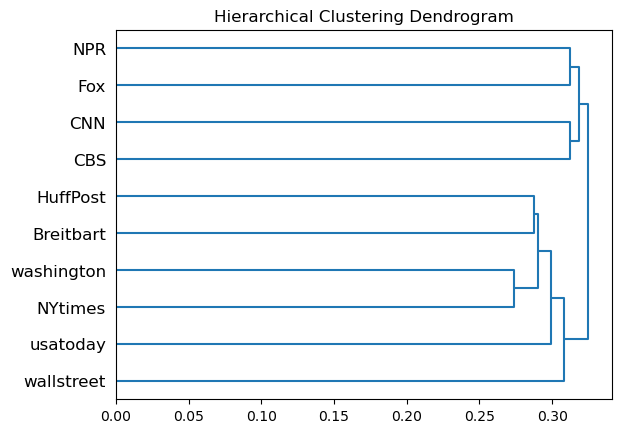 Hierarchical Clustering Dendrogram
NPR
Fox
CNN
CBS
HuffPost
Breitbart
washington
NYtimes
usatoday
wallstreet
0.00 0.05 0.10 0.15 0.20 0.25 0.30